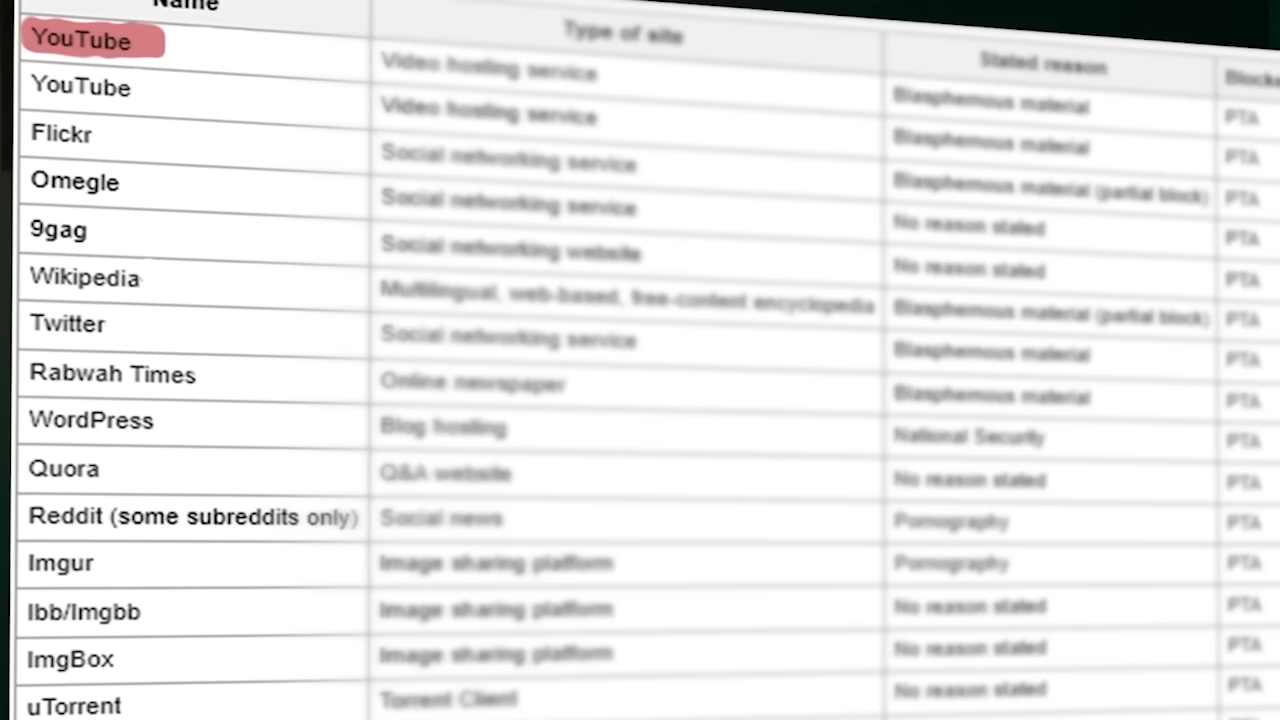 Name Type of site Stated reason Blocke
YouTube Video hosting service Blasphemous material PTA
YouTube Video hosting service Blasphemous material PTA
Flickr Social networking service Blasphemous material (partial block) PTA
Omegle Social networking service No reason stated PTA
9gag Social networking website No reason stated PTA
Wikipedia Multilingual, web-based, free-content encyclopedia Blasphemous material (partial block) PTA
Twitter Social networking service Blasphemous material PTA
Rabwah Times Online newspaper Blasphemous material PTA
WordPress Blog hosting National Security PTA
Quora Q&A website No reason stated PTA
Reddit (some subreddits only) Social news Pornography PTA
Imgur Image sharing platform Pornography PTA
Ibb/Imgbb Image sharing platform No reason stated PTA
ImgBox Image sharing platform No reason stated PTA
uTorrent Torrent Client No reason stated PTA